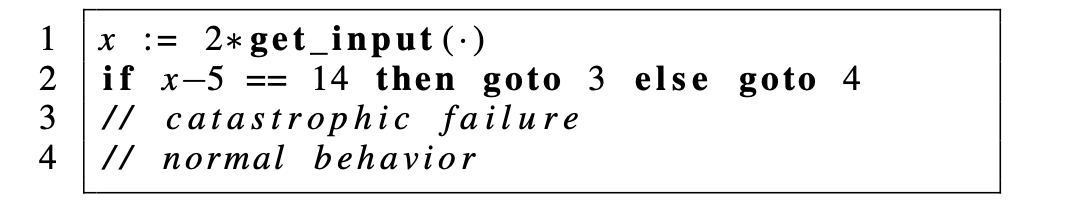 1 x := 2*get_input(·)
2 if x−5 == 14 then goto 3 else goto 4
3 // catastrophic failure
4 // normal behavior